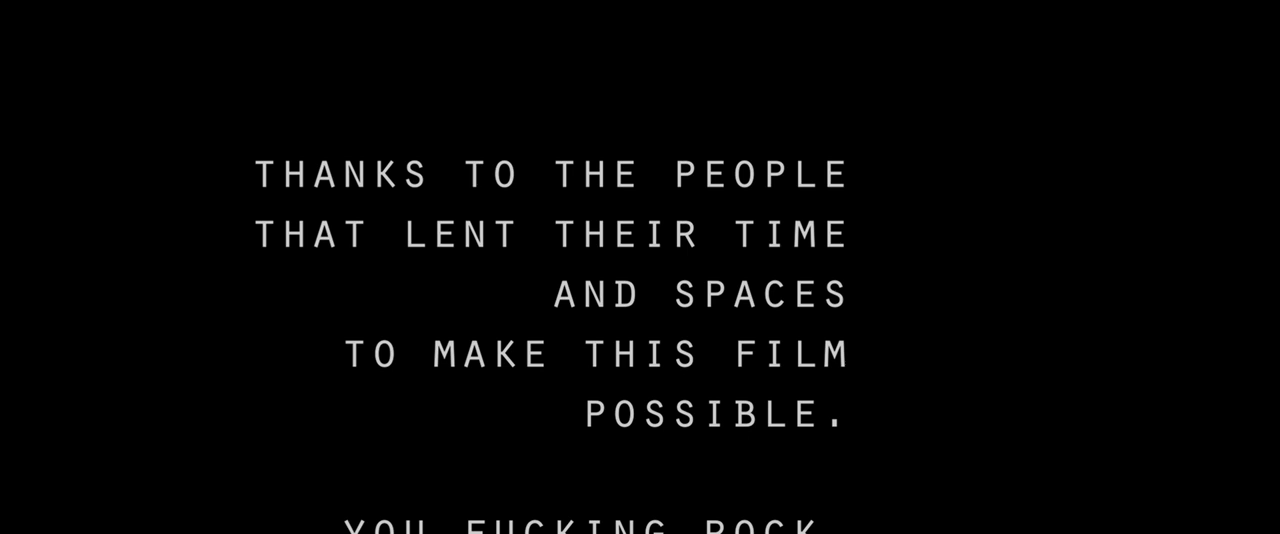 THANKS TO THE PEOPLE
THAT LENT THEIR TIME
AND SPACES
TO MAKE THIS FILM
POSSIBLE.
YOU FUCKING ROCK.